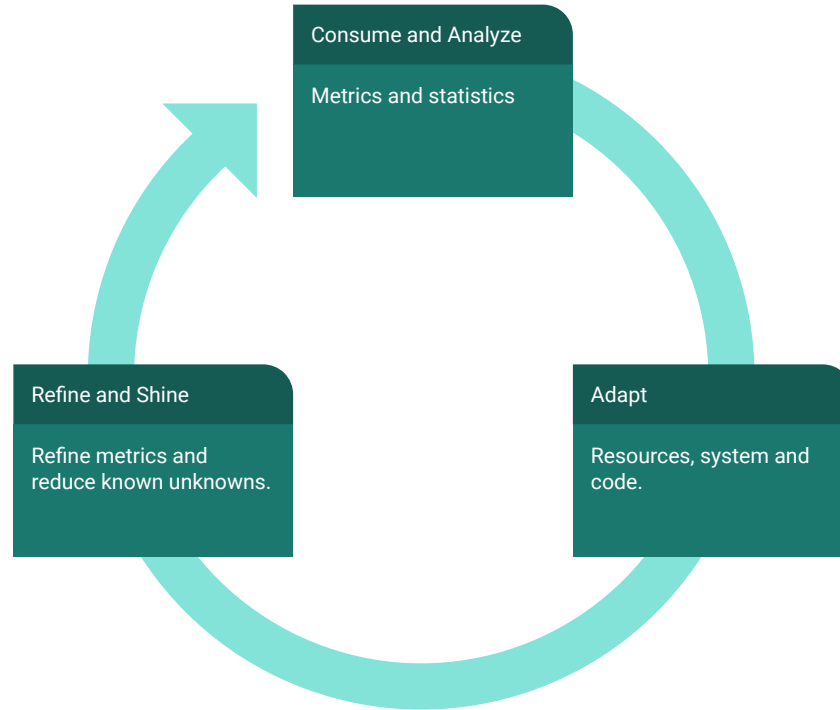 Consume and Analyze
Metrics and statistics
Refine and Shine
Refine metrics and
reduce known unknowns.
Adapt
Resources, system and
code.